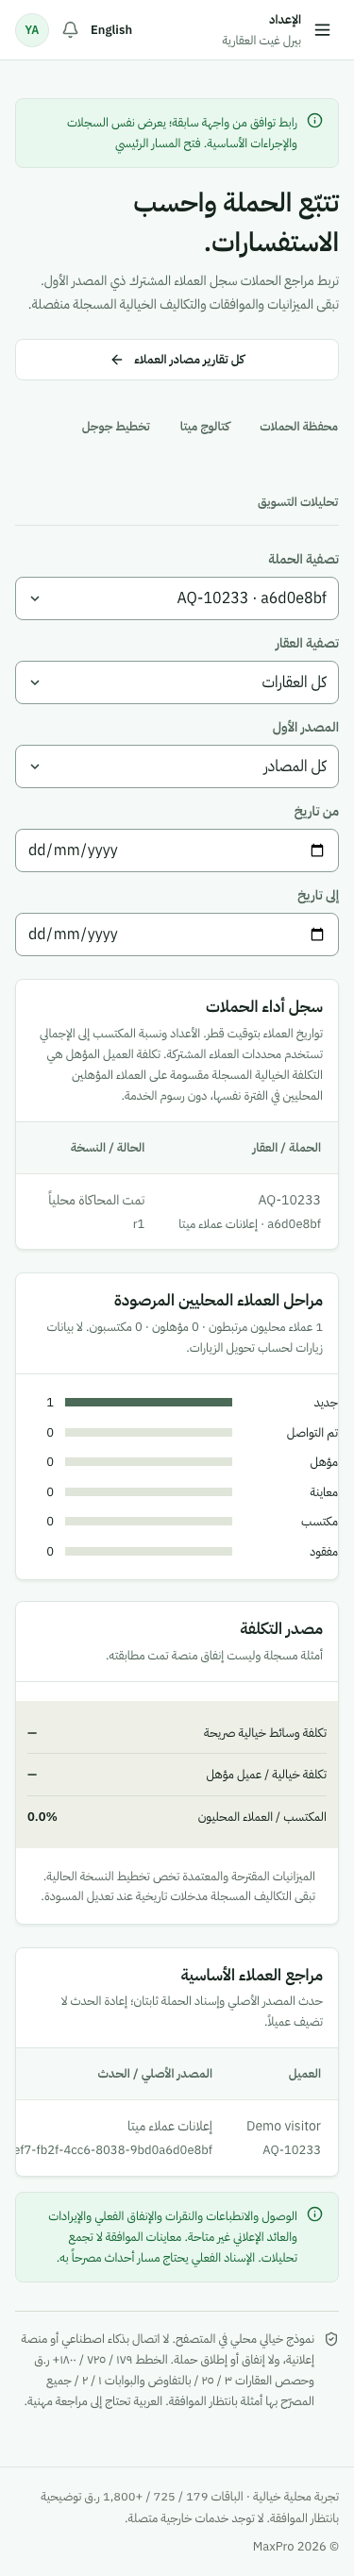 الإعداد
بيرل غيث العقارية
English
YA
رابط توافق من واجهة سابقة؛ يعرض نفس السجلات
والإجراءات الأساسية. فتح المسار الرئيسي
تتبّع الحملة واحسب
الاستفسارات.
تربط مراجع الحملات سجل العملاء المشترك ذي المصدر الأول.
تبقى الميزانيات والموافقات والتكاليف الخيالية المسجلة منفصلة.
كل تقارير مصادر العملاء
محفظة الحملات
كتالوج ميتا
تخطيط جوجل
تحليلات التسويق
تصفية الحملة
AQ-10233 · a6d0e8bf
تصفية العقار
كل العقارات
المصدر الأول
كل المصادر
من تاريخ
dd/mm/yyyy
إلى تاريخ
dd/mm/yyyy
سجل أداء الحملات
تواريخ العملاء بتوقيت قطر. الأعداد ونسبة المكتسب إلى الإجمالي
تستخدم محددات العملاء المشتركة. تكلفة العميل المؤهل هي
التكلفة الخيالية المسجلة مقسومة على العملاء المؤهلين
المحليين في الفترة نفسها، دون رسوم الخدمة.
الحملة / العقار
الحالة / النسخة
AQ-10233
تمت المحاكاة محلياً
a6d0e8bf · إعلانات عملاء ميتا
r1
مراحل العملاء المحليين المرصودة
1 عملاء محليون مرتبطون · 0 مؤهلون · 0 مكتسبون. لا بيانات
زيارات لحساب تحويل الزيارات.
جديد 1
تم التواصل 0
مؤهل 0
معاينة 0
مكتسب 0
مفقود 0
مصدر التكلفة
أمثلة مسجلة وليست إنفاق منصة تمت مطابقته.
تكلفة وسائط خيالية صريحة —
تكلفة خيالية / عميل مؤهل —
المكتسب / العملاء المحليون 0.0%
الميزانيات المقترحة والمعتمدة تخص تخطيط النسخة الحالية.
تبقى التكاليف المسجلة مدخلات تاريخية عند تعديل المسودة.
مراجع العملاء الأساسية
حدث المصدر الأصلي وإسناد الحملة ثابتان؛ إعادة الحدث لا
تضيف عميلاً.
العميل
المصدر الأصلي / الحدث
Demo visitor
إعلانات عملاء ميتا
AQ-10233
ef7-fb2f-4cc6-8038-9bd0a6d0e8bf
الوصول والانطباعات والنقرات والإنفاق الفعلي والإيرادات
والعائد الإعلاني غير متاحة. معاينات الموافقة لا تجمع
تحليلات. الإسناد الفعلي يحتاج مسار أحداث مصرحاً به.
نموذج خيالي محلي في المتصفح. لا اتصال بذكاء اصطناعي أو منصة
إعلانية، ولا إنفاق أو إطلاق حملة. الخطط ١٧٩ / ٧٢٥ / ١٨٠٠+ ر.ق
وحصص العقارات ٣ / ٢٥ / بالتفاوض والبوابات ١ / ٢ / جميع
المصرّح بها أمثلة بانتظار الموافقة. العربية تحتاج إلى مراجعة مهنية.
تجربة محلية خيالية · الباقات 179 / 725 / +1,800 ر.ق توضيحية
بانتظار الموافقة. لا توجد خدمات خارجية متصلة.
© 2026 MaxPro